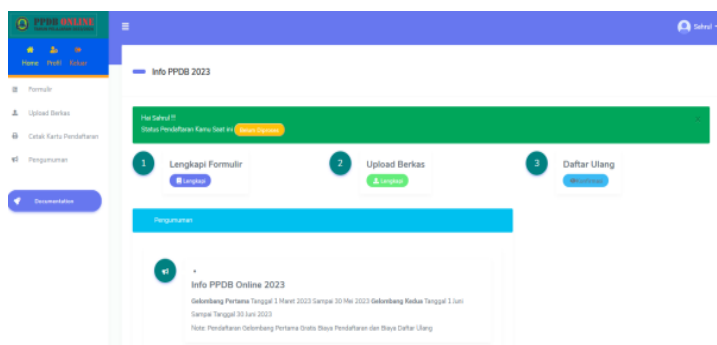 PPDB ONLINE
Sahrul
Home Profil Keluar
Info PPDB 2023
Formulir
Upload Berkas
Cetak Kartu Pendaftaran
Pengumuman
Documentation
Hai Sahrul !!!
Status Pendaftaran Kamu Saat ini
1 Lengkapi Formulir
Lengkapi
2 Upload Berkas
Lengkapi
3 Daftar Ulang
Pengumuman
Info PPDB Online 2023
Gelombang Pertama Tanggal 1 Maret 2023 Sampai 30 Mei 2023 Gelombang Kedua Tanggal 1 Juni
Sampai Tanggal 30 Juni 2023
Note: Pendaftaran Gelombang Pertama Gratis Biaya Pendaftaran dan Biaya Daftar Ulang